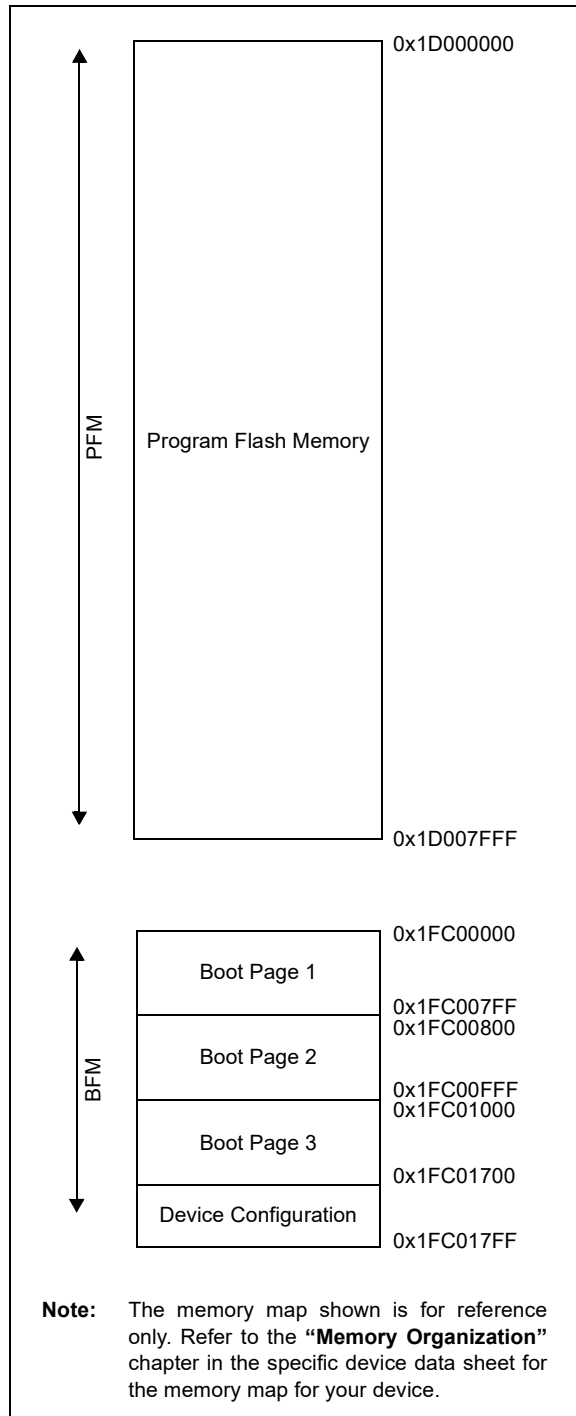 0x1D000000
PFM
Program Flash Memory
0x1D007FFF
0x1FC00000
Boot Page 1
0x1FC007FF
0x1FC00800
BFM
Boot Page 2
0x1FC00FFF
0x1FC01000
Boot Page 3
0x1FC01700
Device Configuration
0x1FC017FF
Note: The memory map shown is for reference
only. Refer to the “Memory Organization”
chapter in the specific device data sheet for
the memory map for your device.